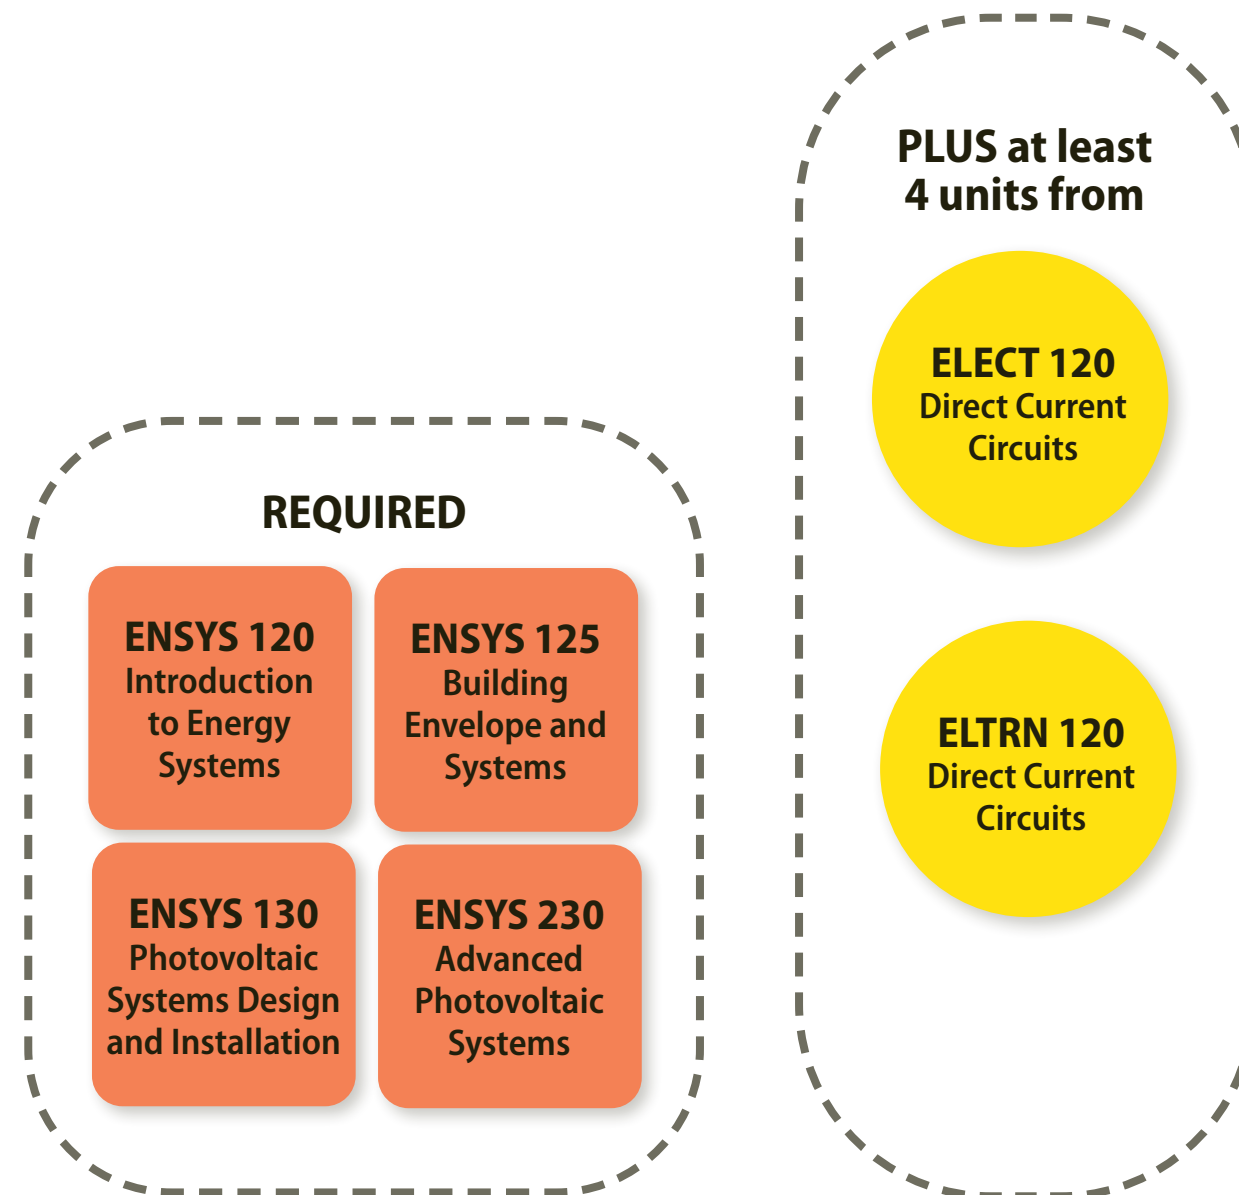 REQUIRED
ENSYS 120
Introduction
to Energy
Systems
ENSYS 125
Building
Envelope and
Systems
ENSYS 130
Photovoltaic
Systems Design
and Installation
ENSYS 230
Advanced
Photovoltaic
Systems
PLUS at least
4 units from
ELECT 120
Direct Current
Circuits
ELTRN 120
Direct Current
Circuits